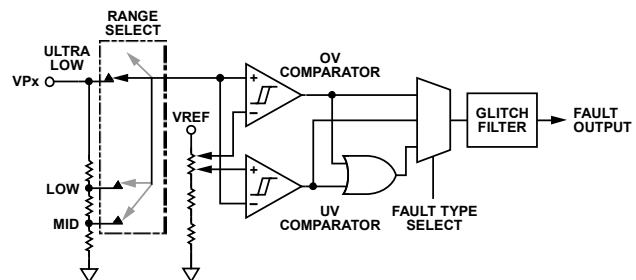 RANGE
SELECT
ULTRA
LOW
VPx
LOW
MID
VREF
+
–
OV
COMPARATOR
+
–
UV
COMPARATOR
FAULT TYPE
SELECT
GLITCH
FILTER
FAULT
OUTPUT